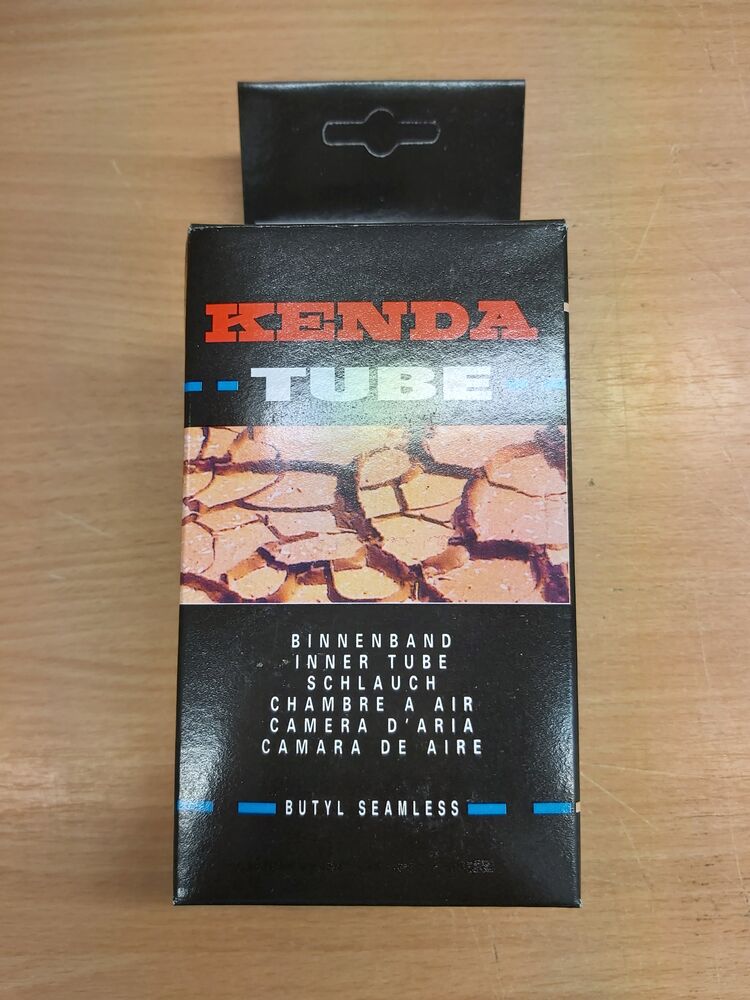 KENDA
TUBE
BINNENBAND
INNER TUBE
SCHLAUCH
CHAMBRE A AIR
CAMERA D'ARIA
CAMARA DE AIRE
BUTYL SEAMLESS